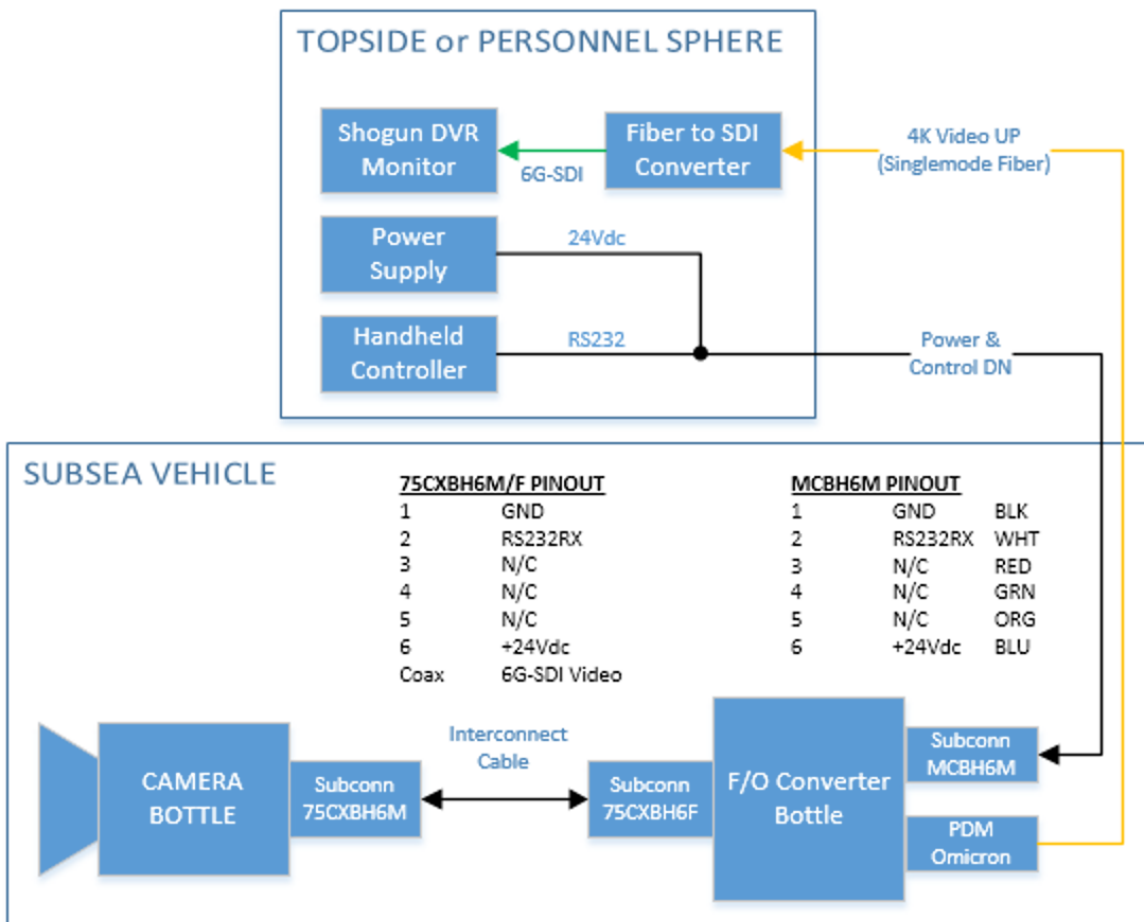 TOPSIDE or PERSONNEL SPHERE
Shogun DVR
Monitor
6G-SDI
Fiber to SDI
Converter
4K Video UP
(Singlemode Fiber)
Power
Supply
24Vdc
Handheld
Controller
RS232
Power &
Control DN
SUBSEA VEHICLE
75CXBH6M/F PINOUT
1 GND
2 RS232RX
3 N/C
4 N/C
5 N/C
6 +24Vdc
Coax 6G-SDI Video
MCBH6M PINOUT
1 GND BLK
2 RS232RX WHT
3 N/C RED
4 N/C GRN
5 N/C ORG
6 +24Vdc BLU
CAMERA
BOTTLE
Subconn
75CXBH6M
Interconnect
Cable
Subconn
75CXBH6F
F/O Converter
Bottle
Subconn
MCBH6M
PDM
Omicron